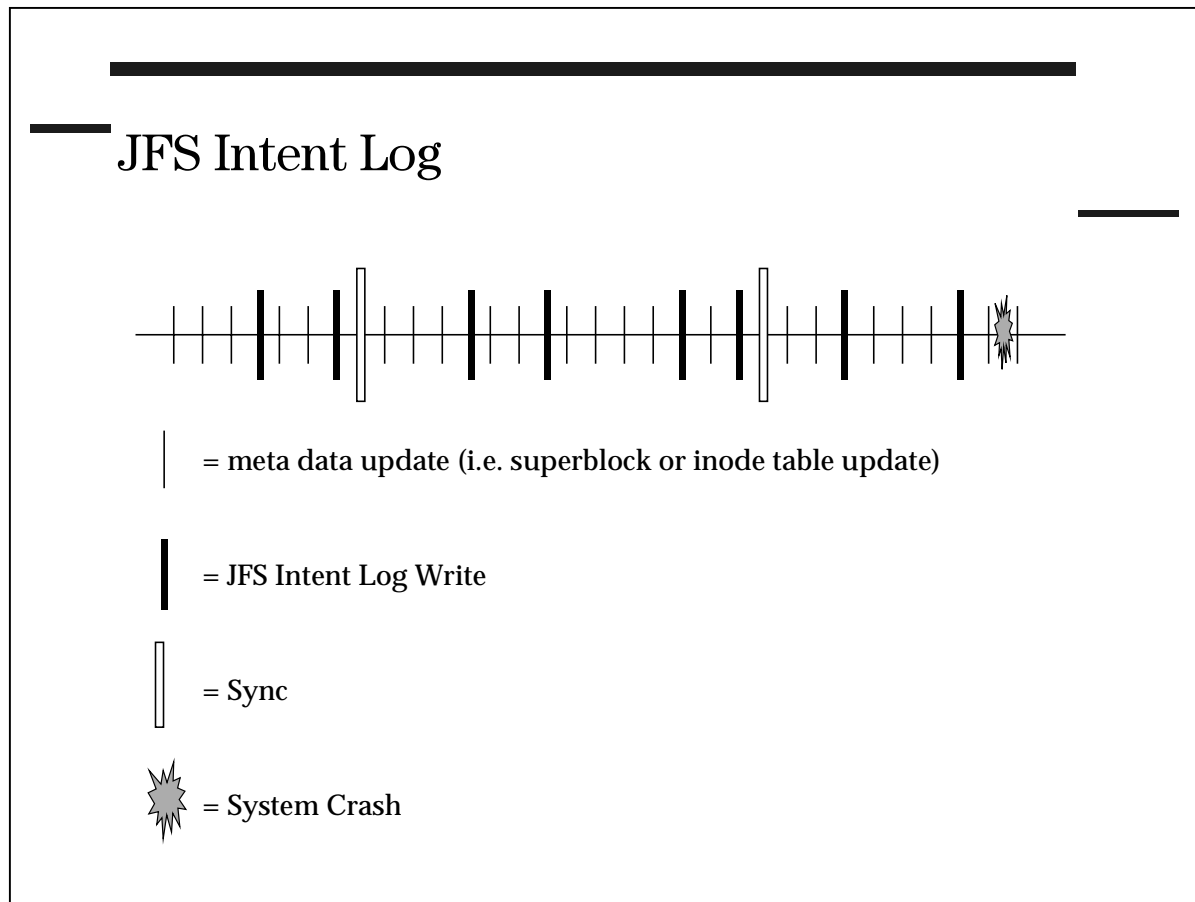 JFS Intent Log
= meta data update (i.e. superblock or inode table update)
= JFS Intent Log Write
= Sync
= System Crash